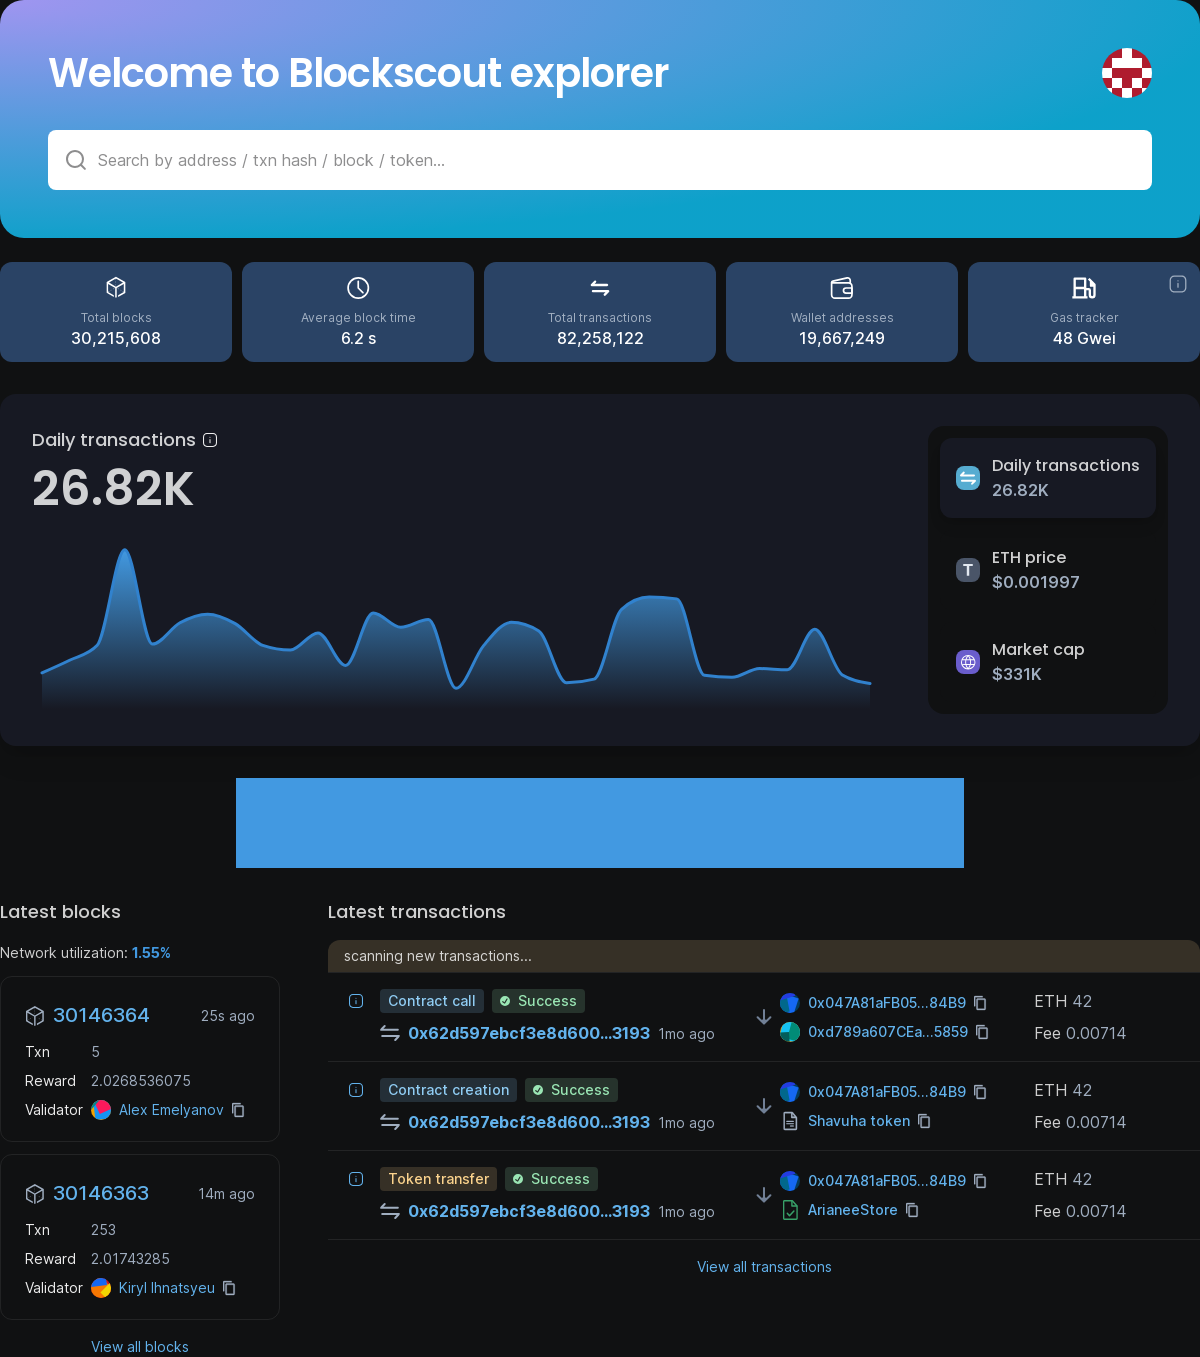 Welcome to Blockscout explorer
Search by address / txn hash / block / token...
Total blocks
30,215,608
Average block time
6.2 s
Total transactions
82,258,122
Wallet addresses
19,667,249
Gas tracker
48 Gwei
Daily transactions
26.82K
Daily transactions
26.82K
T
ETH price
$0.001997
Market cap
$331K
Latest blocks
Network utilization: 1.55%
30146364 25s ago
Txn 5
Reward 2.0268536075
Validator Alex Emelyanov
30146363 14m ago
Txn 253
Reward 2.01743285
Validator Kiryl Ihnatsyeu
View all blocks
Latest transactions
scanning new transactions...
Contract call Success
0x62d597ebcf3e8d600...3193 1mo ago
0x047A81aFB05...84B9
0xd789a607CEa...5859
ETH 42
Fee 0.00714
Contract creation Success
0x62d597ebcf3e8d600...3193 1mo ago
0x047A81aFB05...84B9
Shavuha token
ETH 42
Fee 0.00714
Token transfer Success
0x62d597ebcf3e8d600...3193 1mo ago
0x047A81aFB05...84B9
ArianeeStore
ETH 42
Fee 0.00714
View all transactions